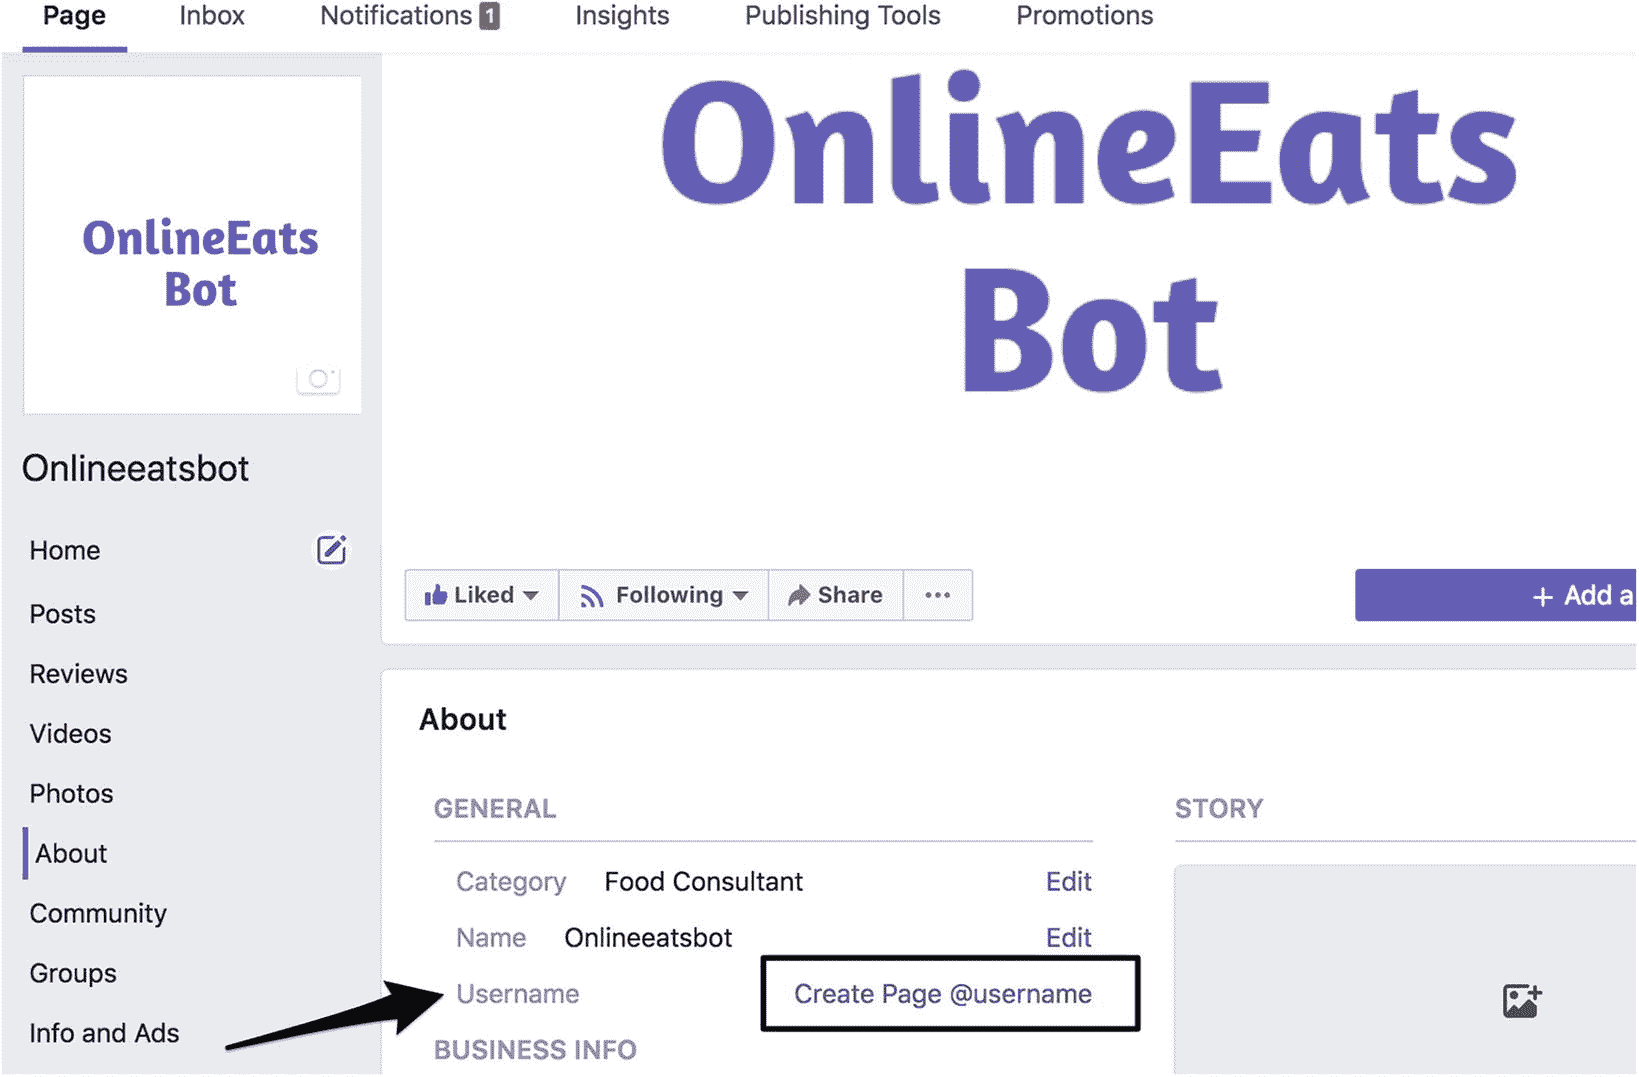 Page Inbox Notifications 1 Insights Publishing Tools Promotions
OnlineEats
Bot
OnlineEats
Bot
Onlineeatsbot
Home
Posts
Reviews
Videos
Photos
About
Community
Groups
Info and Ads
Liked Following Share ...
+ Add a
About
GENERAL
Category Food Consultant Edit
Name Onlineeatsbot Edit
Username Create Page @username
BUSINESS INFO
STORY